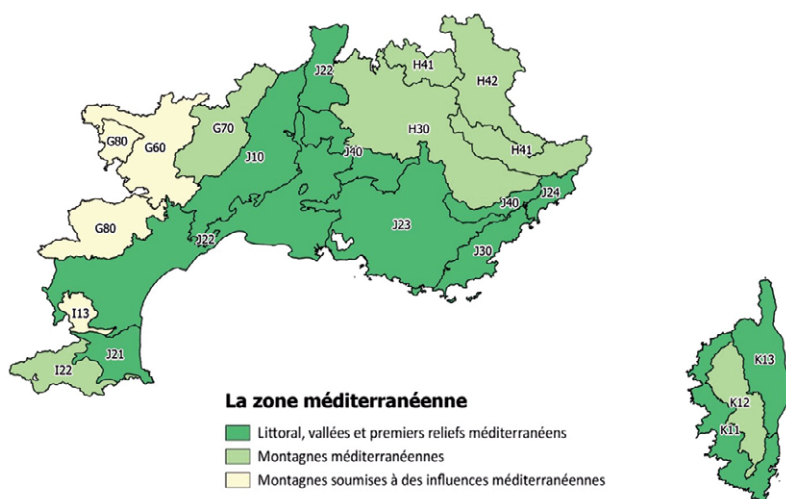 J22
H41
H42
G80
G60
G70
H30
J10
J40
H41
J40
J24
G80
J22
J23
J30
I13
J21
I22
K13
K12
K11
La zone méditerranéenne
Littoral, vallées et premiers reliefs méditerranéens
Montagnes méditerranéennes
Montagnes soumises à des influences méditerranéennes